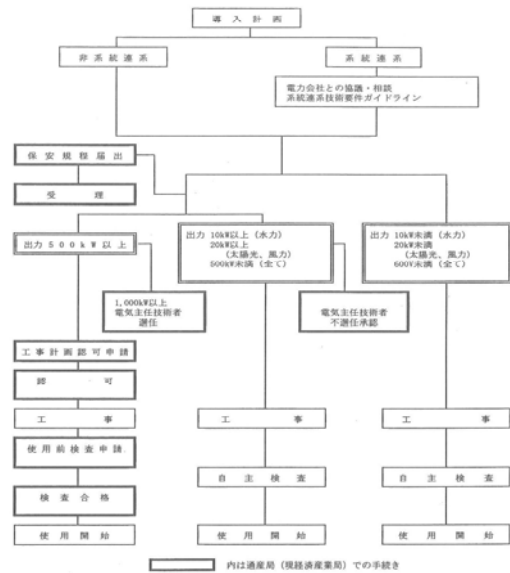 導入計画
非系統連系
系統連系
電力会社との協議・相談
系統連系技術要件ガイドライン
保安規程届出
受理
出力500kW以上
出力 10kW以上(水力)
20kW以上
(太陽光、風力)
500kW未満(全て)
出力 10kW未満(水力)
20kW未満
(太陽光、風力)
600V未満(全て)
1,000kW以上
電気主任技術者
選任
電気主任技術者
不選任承認
工事計画認可申請
認可
工事
工事
工事
使用前検査申請
自主検査
自主検査
検査合格
使用開始
使用開始
使用開始
内は通産局(現経済産業局)での手続き